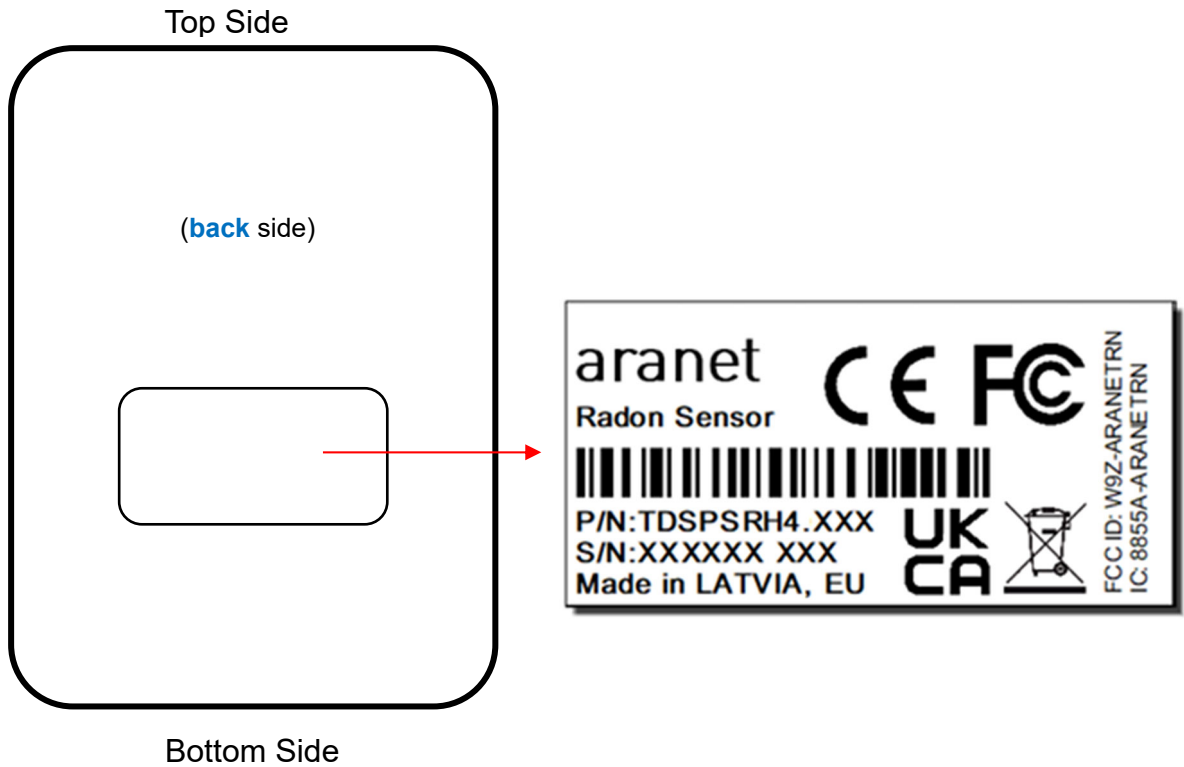 Top Side
(back side)
aranet
CE FC
Radon Sensor
P/N:TDSPSRH4.XXX
S/N:XXXXXX XXX
Made in LATVIA, EU
UK
CA
FCC ID: W9Z-ARANETRN
IC: 8855A-ARANETRN
Bottom Side